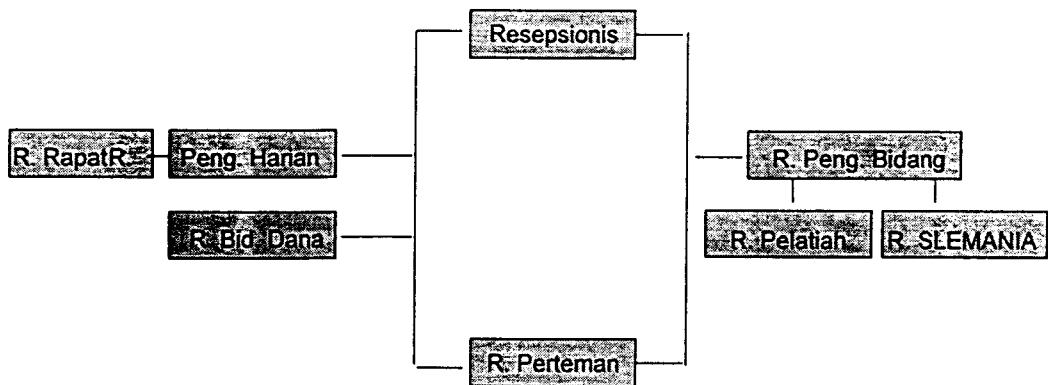 Resepsionis
R. RapatR.
Peng. Harian
R. Peng. Bidang
R. Bid. Dana
R. Pelatiah.
R. SLEMANIA
R. Perteman